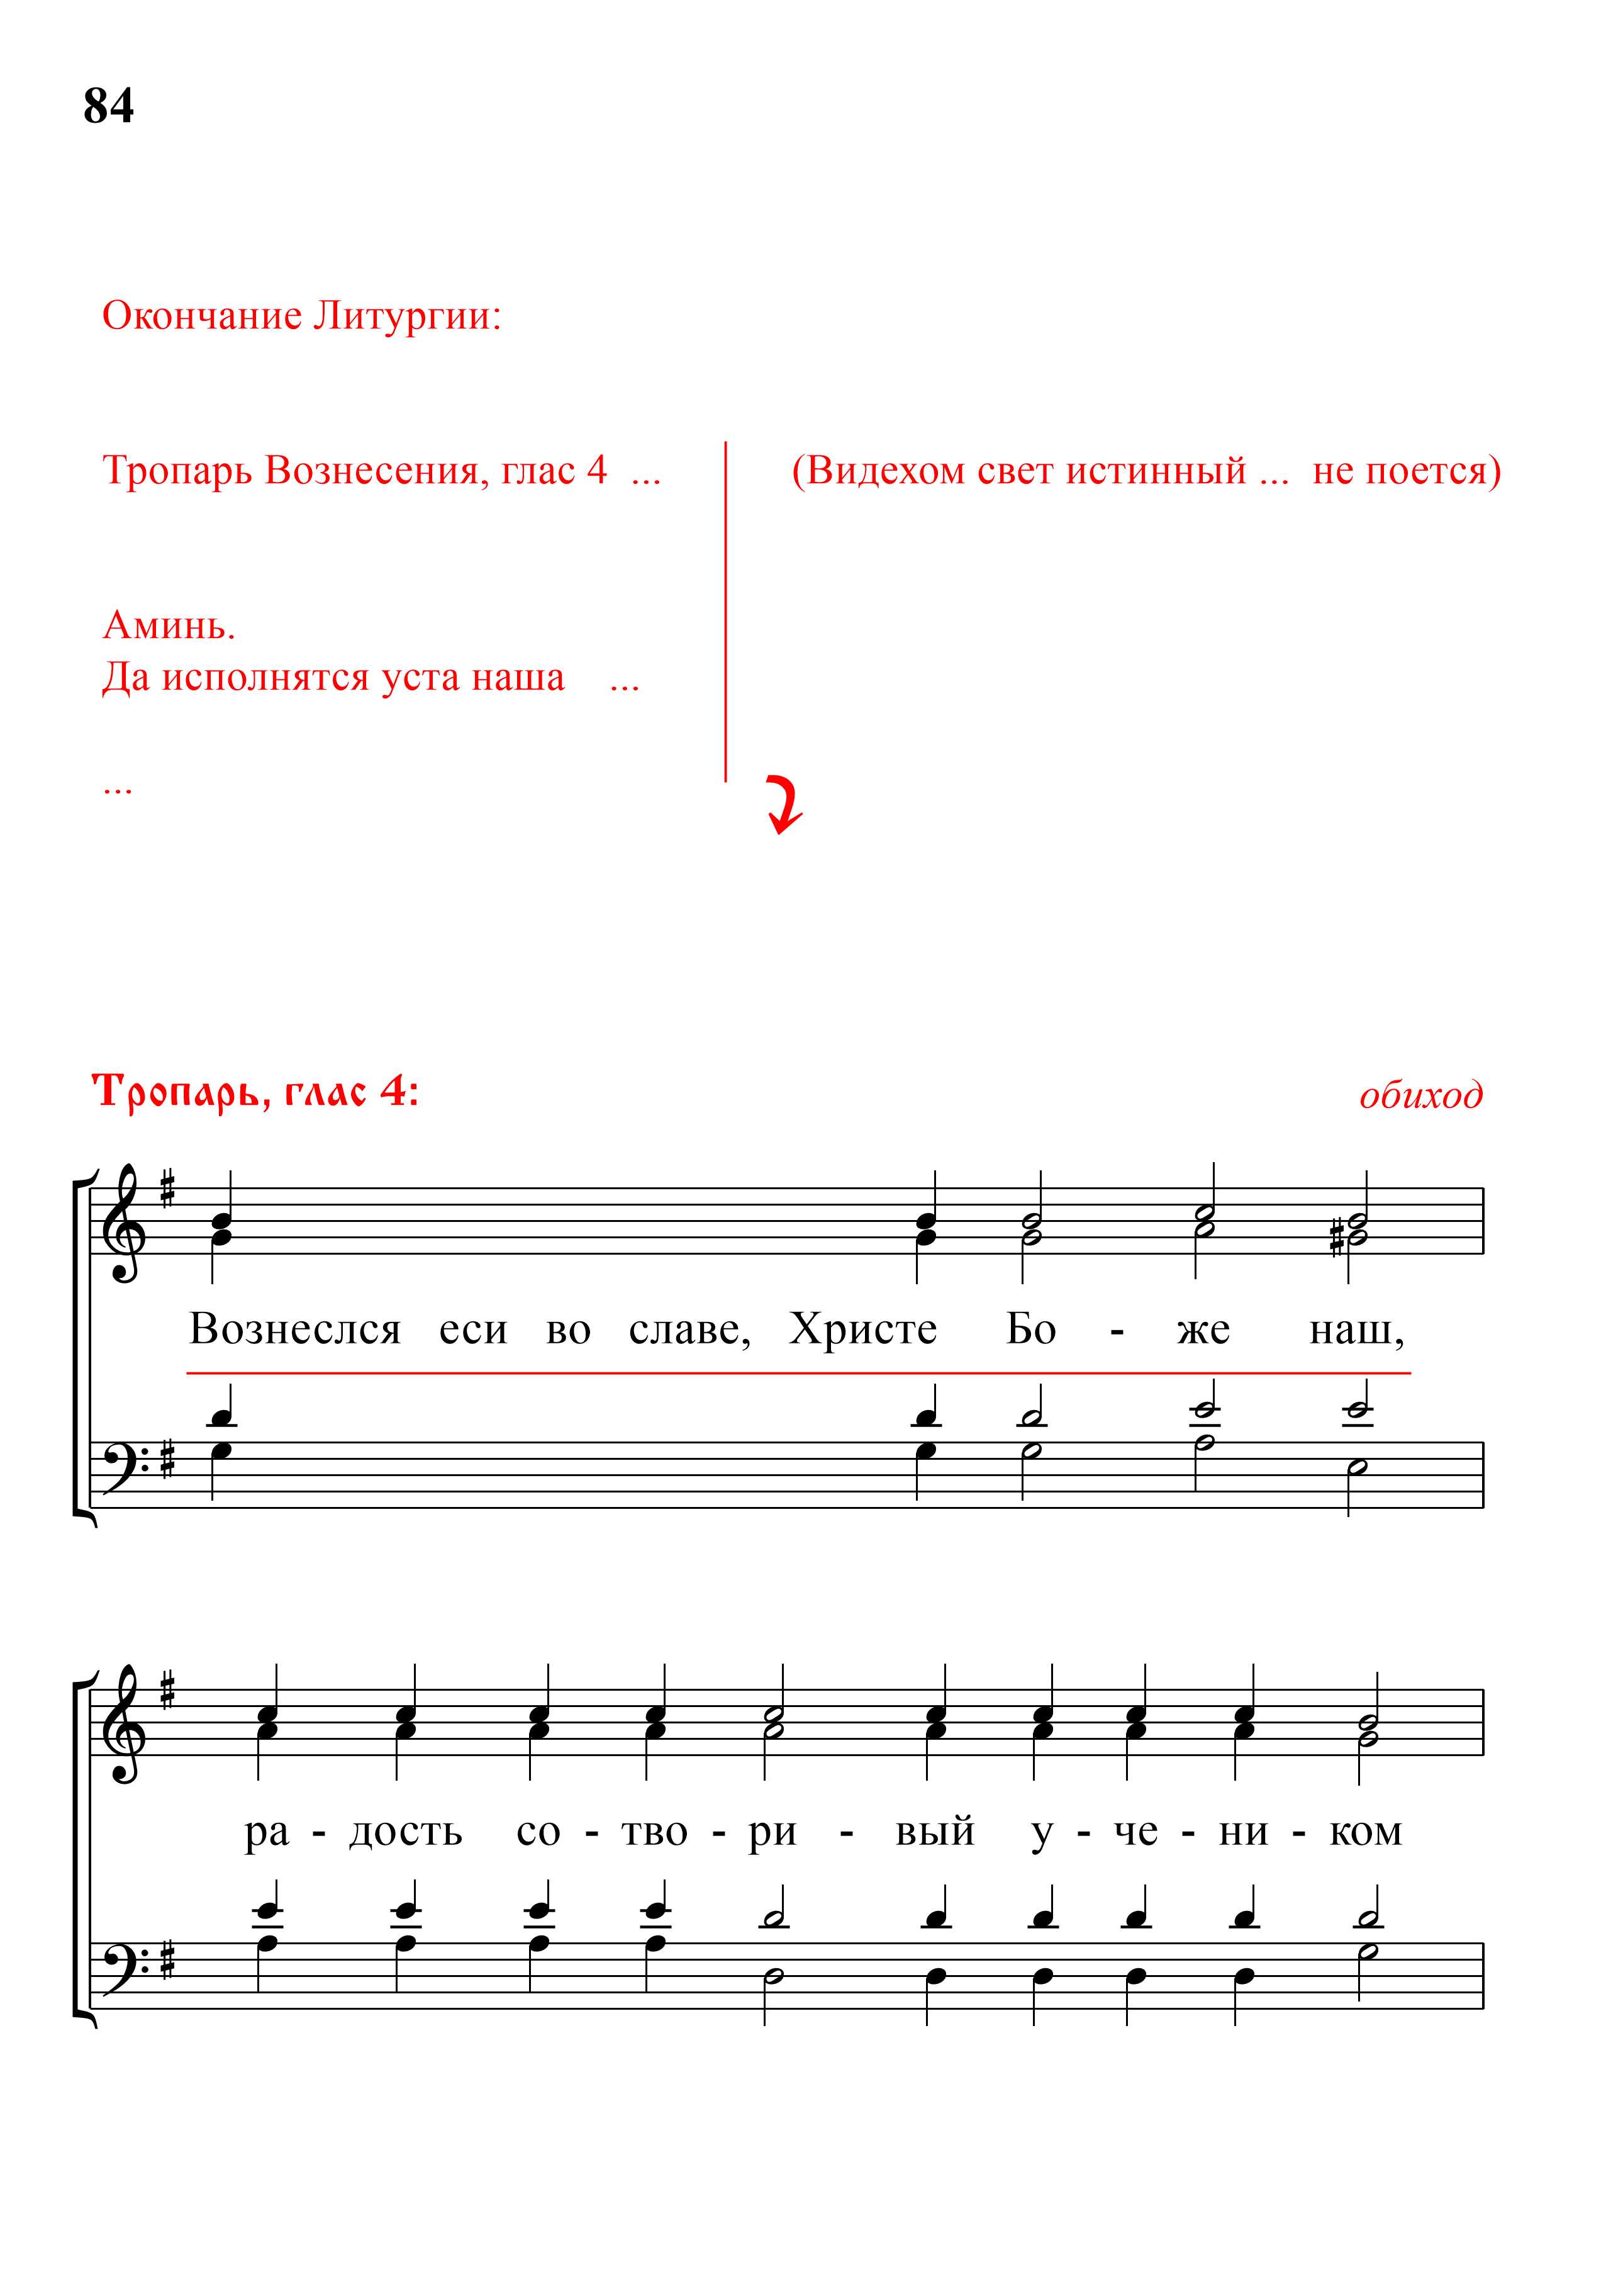 84
Окончание Литургии:
Тропарь Вознесения, глас 4 ...
(Видехом свет истинный ... не поется)
Аминь.
Да исполнятся уста наша ...
...
Тропарь, глас 4:
обиход
Вознеслся еси во славе, Христе Бо - же наш,
ра - дость со - тво - ри - вый у - че - ни - ком